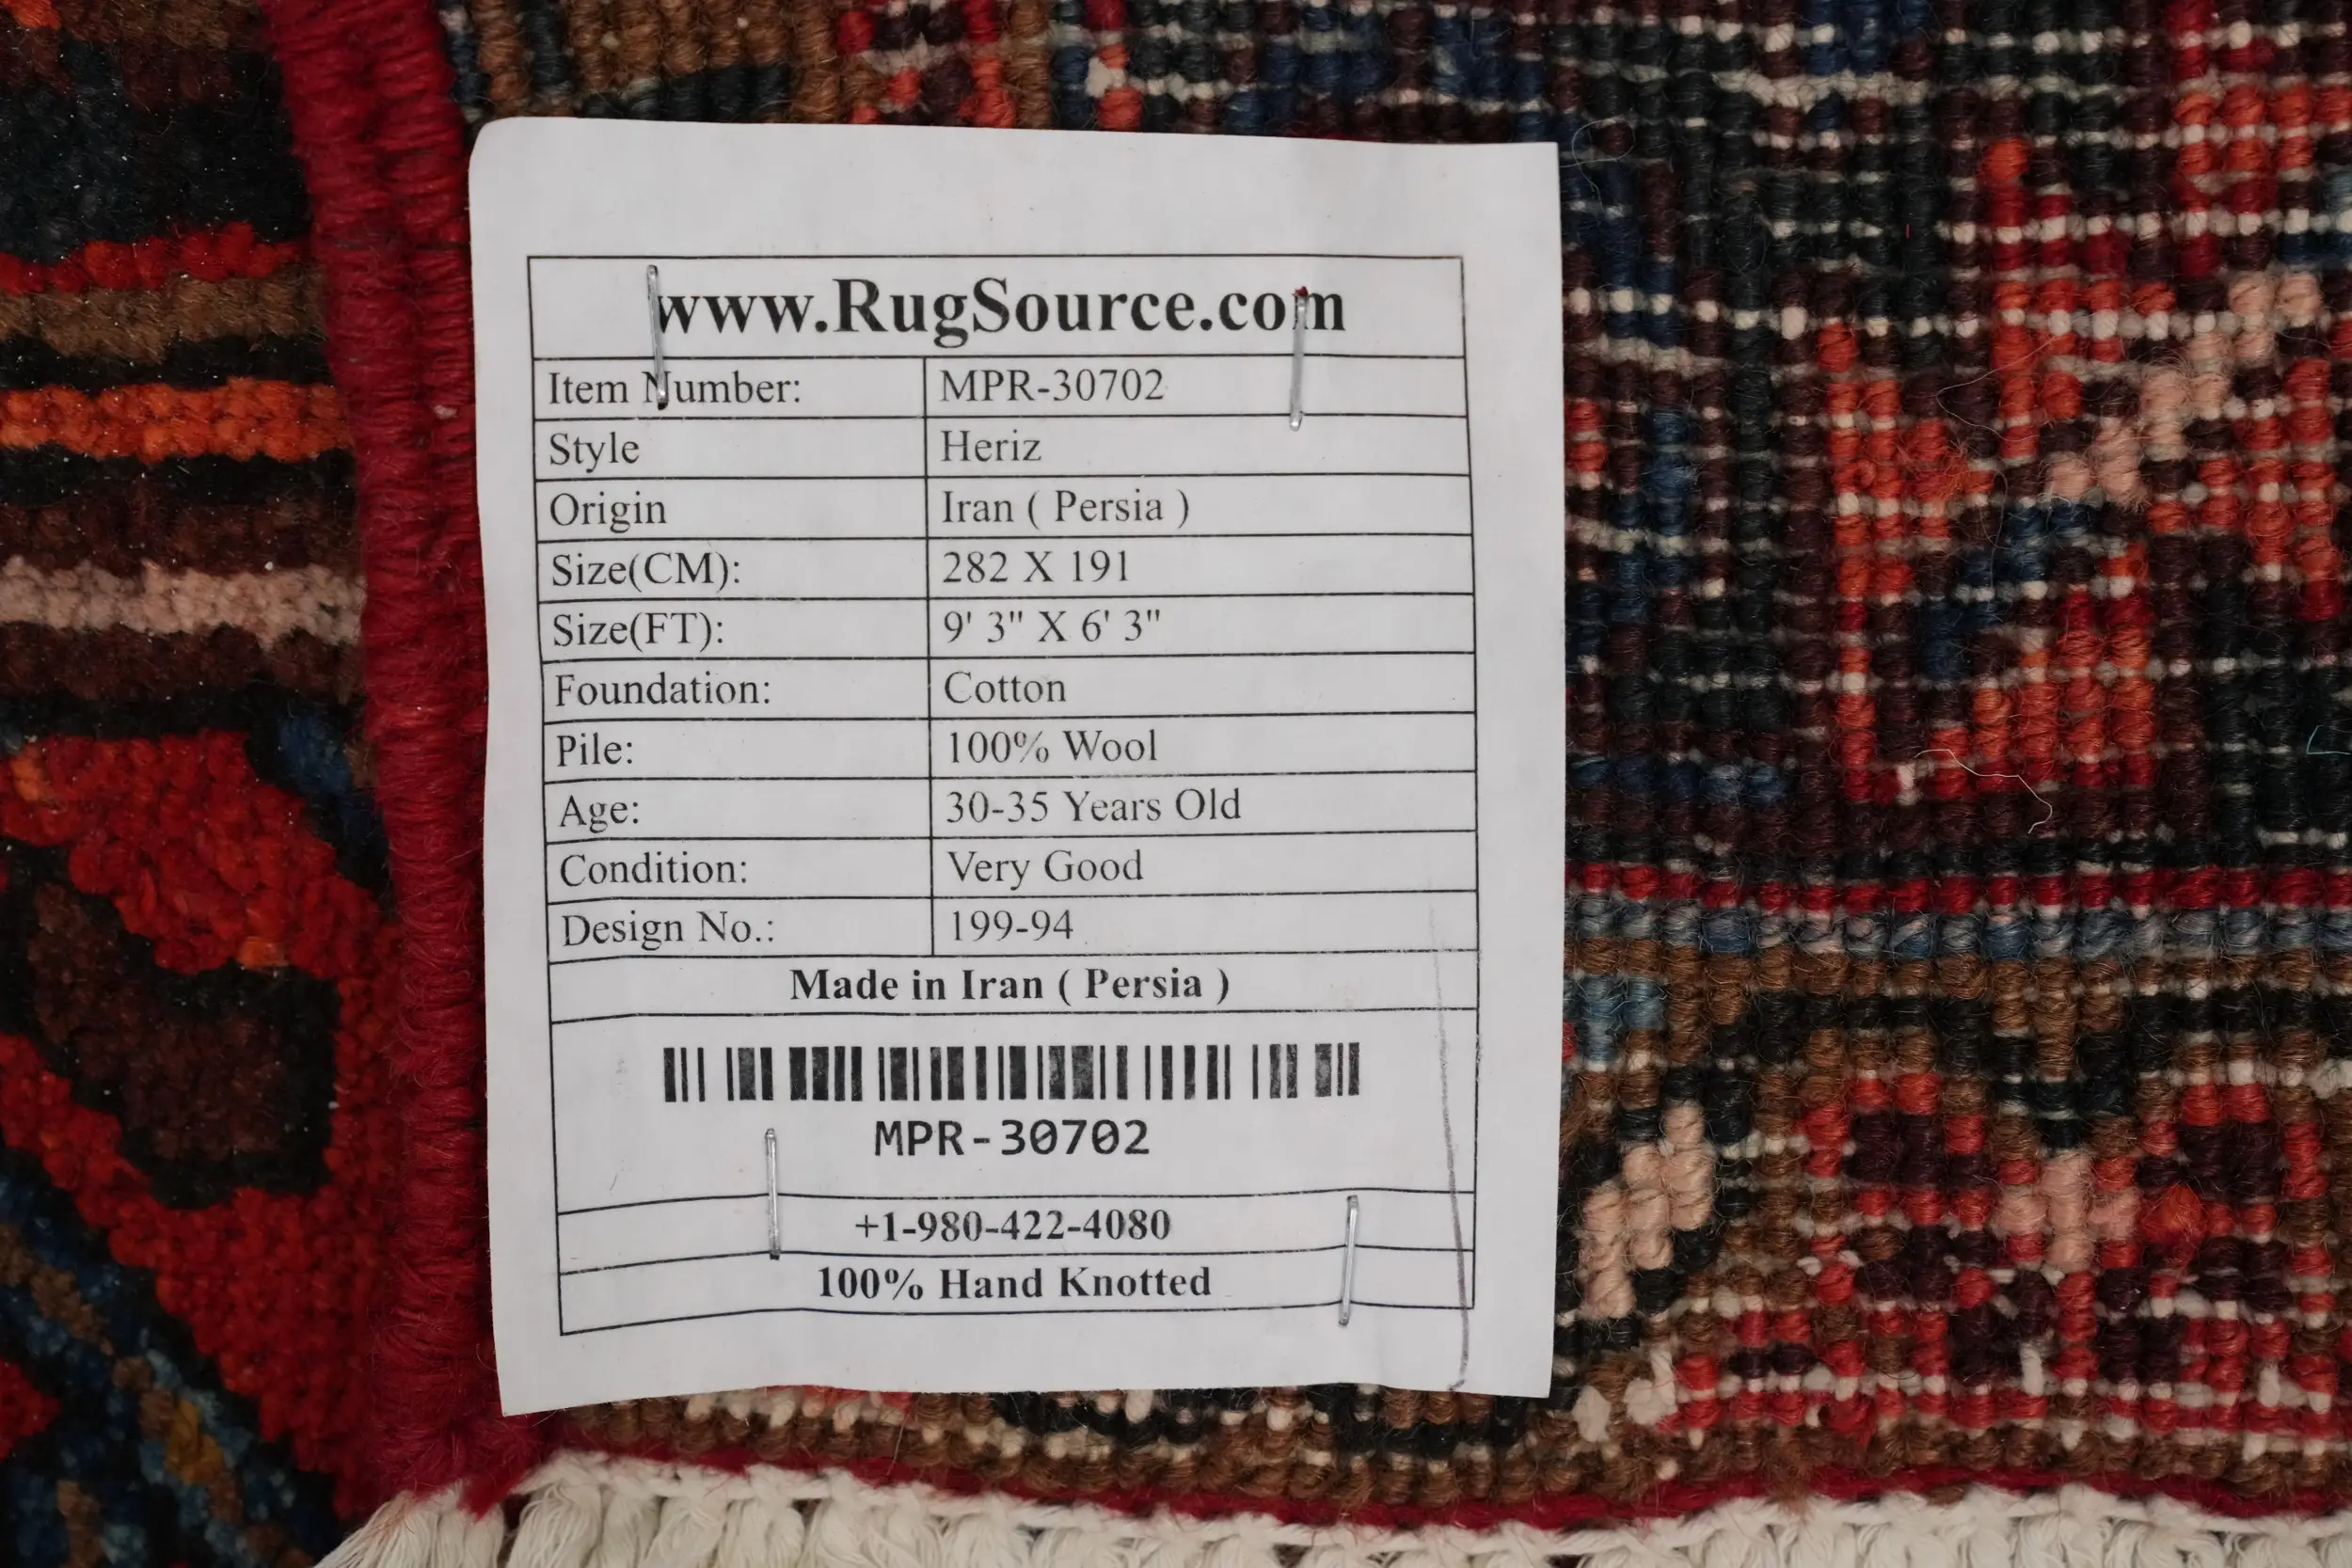 www.RugSource.com
Item Number: MPR-30702
Style Heriz
Origin Iran ( Persia )
Size(CM): 282 X 191
Size(FT): 9' 3" X 6' 3"
Foundation: Cotton
Pile: 100% Wool
Age: 30-35 Years Old
Condition: Very Good
Design No.: 199-94
Made in Iran ( Persia )
MPR-30702
+1-980-422-4080
100% Hand Knotted